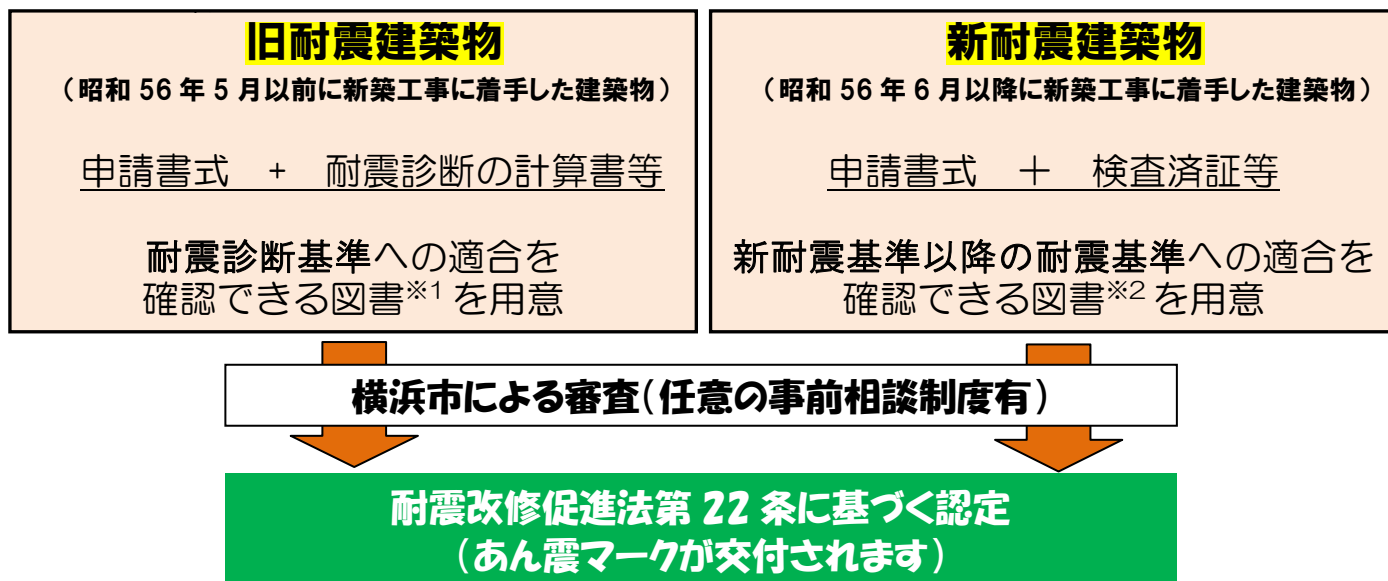 旧耐震建築物
（昭和 56 年 5 月以前に新築工事に着手した建築物）
申請書式　+　耐震診断の計算書等
耐震診断基準への適合を
確認できる図書※1 を用意
新耐震建築物
（昭和 56 年 6 月以降に新築工事に着手した建築物）
申請書式　＋　検査済証等
新耐震基準以降の耐震基準への適合を
確認できる図書※2 を用意
横浜市による審査（任意の事前相談制度有）
耐震改修促進法第 22 条に基づく認定
（あん震マークが交付されます）